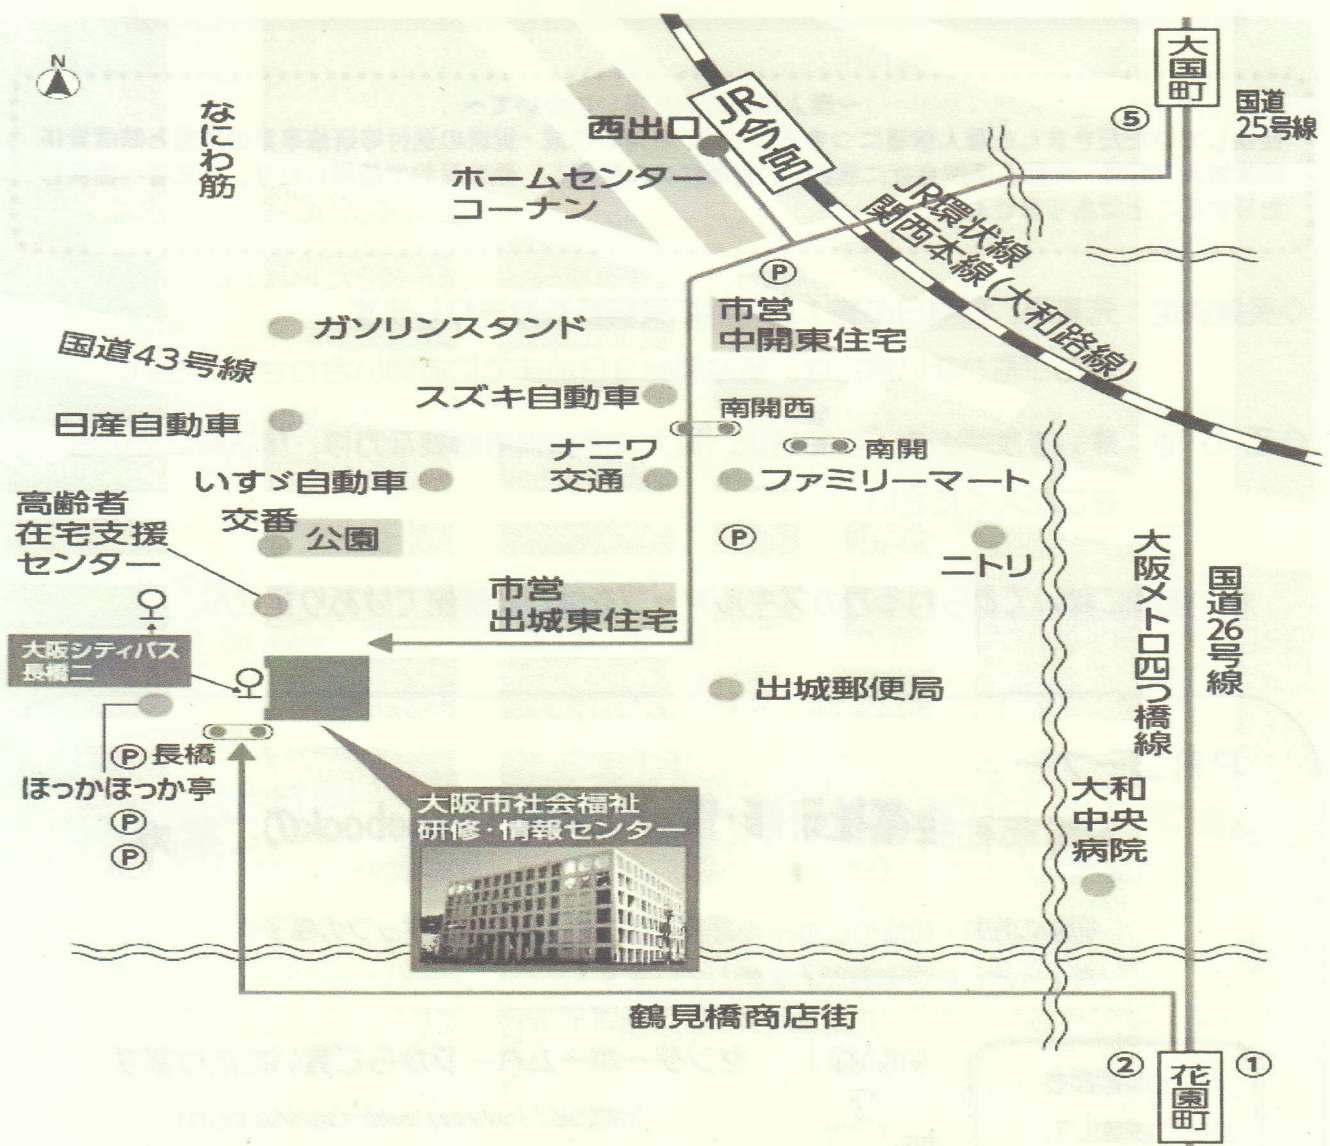 N
なにわ筋
西出口
JR今宮
大国町
⑤
国道
25号線
ホームセンター
コーナン
JR環状線
関西本線(大和路線)
P
市営
中開東住宅
ガソリンスタンド
国道43号線
スズキ自動車
日産自動車
南開西
南開
ナニワ
交通
いすゞ自動車
ファミリーマート
高齢者
在宅支援
センター
交番
公園
P
ニトリ
大阪メトロ四つ橋線
国道26号線
市営
出城東住宅
大阪シティバス
長橋二
出城郵便局
P
長橋
ほっかほっか亭
P
P
大阪市社会福祉
研修・情報センター
大和
中央
病院
鶴見橋商店街
②
花園町
①